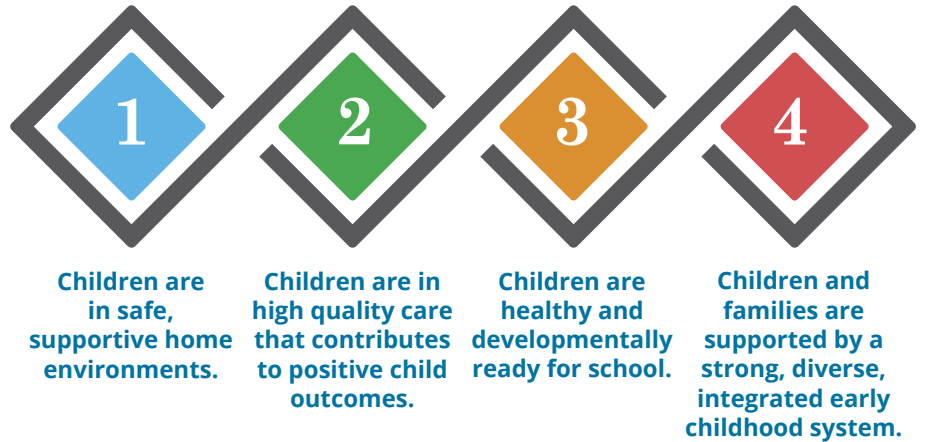 1
Children are
in safe,
supportive home
environments.
2
Children are in
high quality care
that contributes
to positive child
outcomes.
3
Children are
healthy and
developmentally
ready for school.
4
Children and
families are
supported by a
strong, diverse,
integrated early
childhood system.